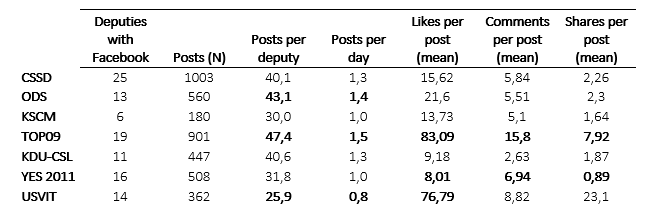 Deputies with Facebook Posts (N) Posts per deputy Posts per day Likes per post (mean) Comments per post (mean) Shares per post (mean)
CSSD 25 1003 40,1 1,3 15,62 5,84 2,26
ODS 13 560 43,1 1,4 21,6 5,51 2,3
KSCM 6 180 30,0 1,0 13,73 5,1 1,64
TOP09 19 901 47,4 1,5 83,09 15,8 7,92
KDU-CSL 11 447 40,6 1,3 9,18 2,63 1,87
YES 2011 16 508 31,8 1,0 8,01 6,94 0,89
USVIT 14 362 25,9 0,8 76,79 8,82 23,1